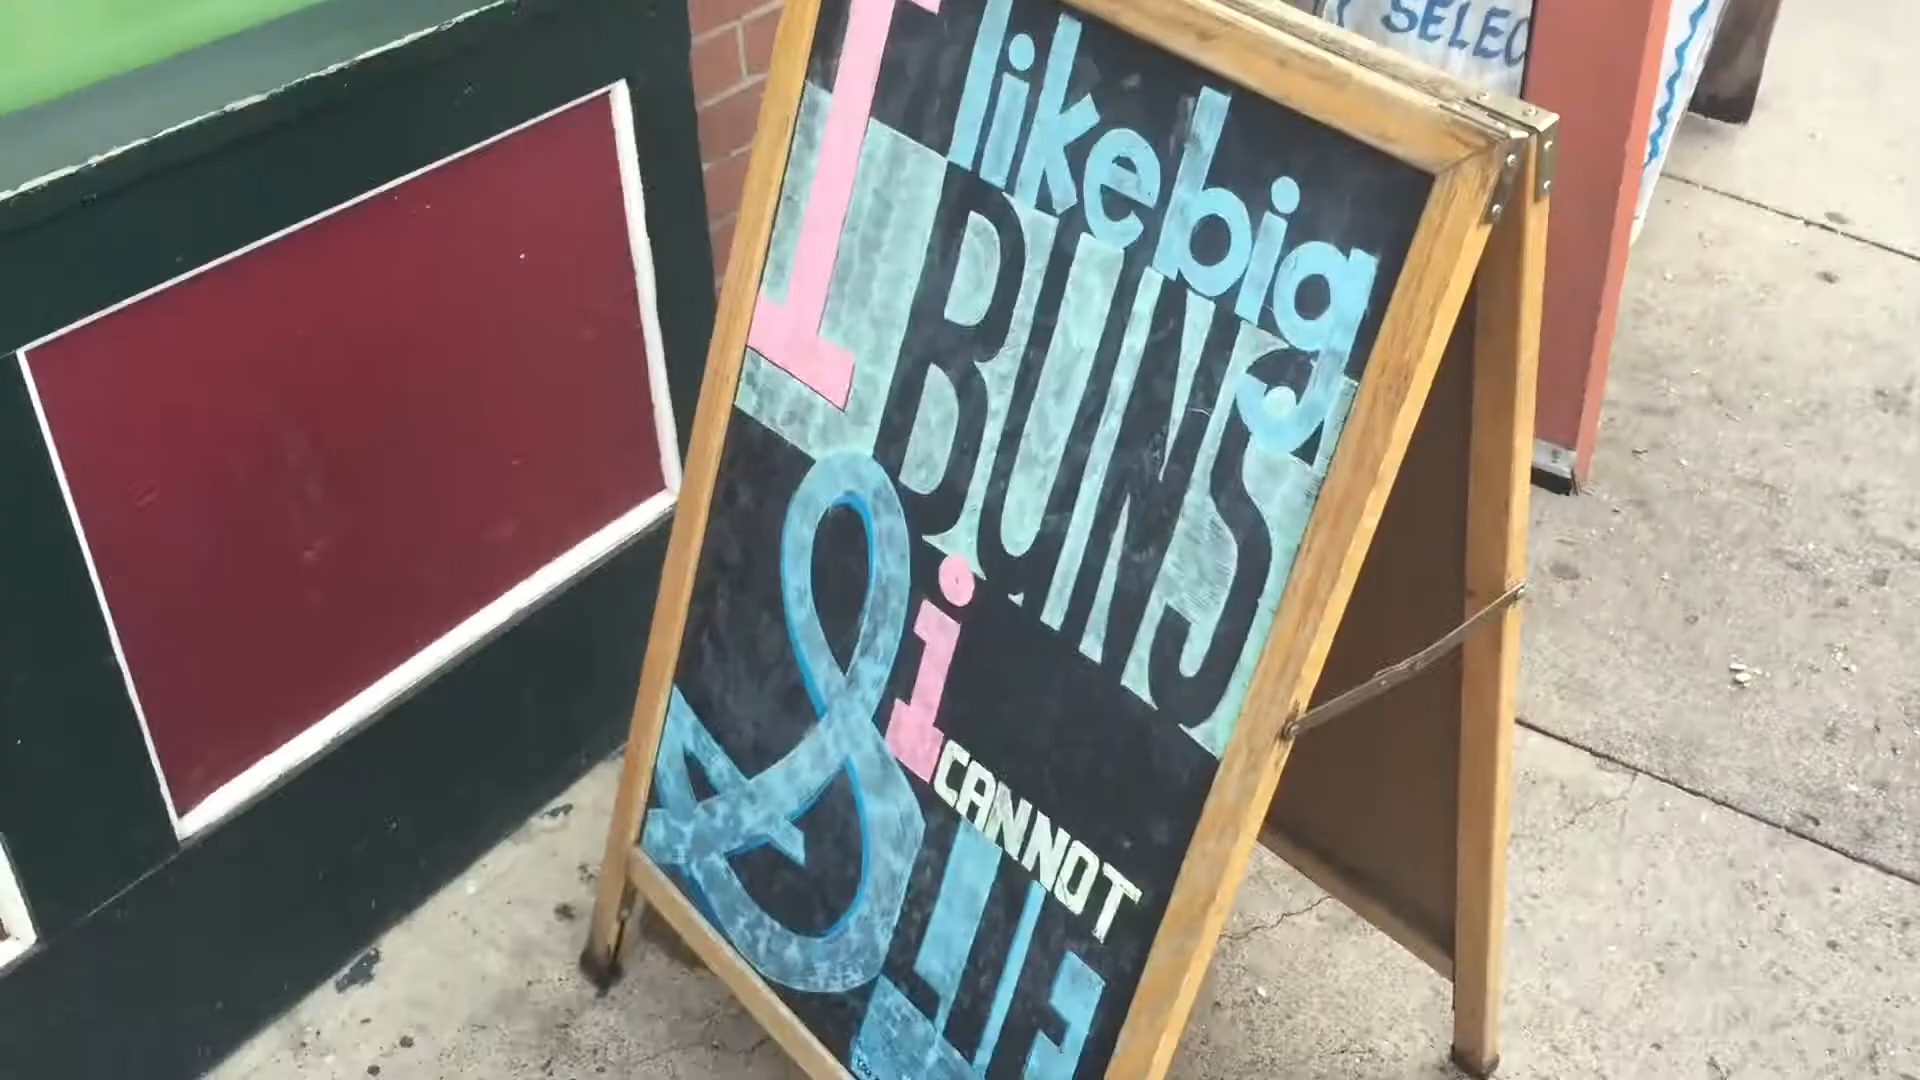 I like big
BUNS
& i CANNOT
LIE
SELEC